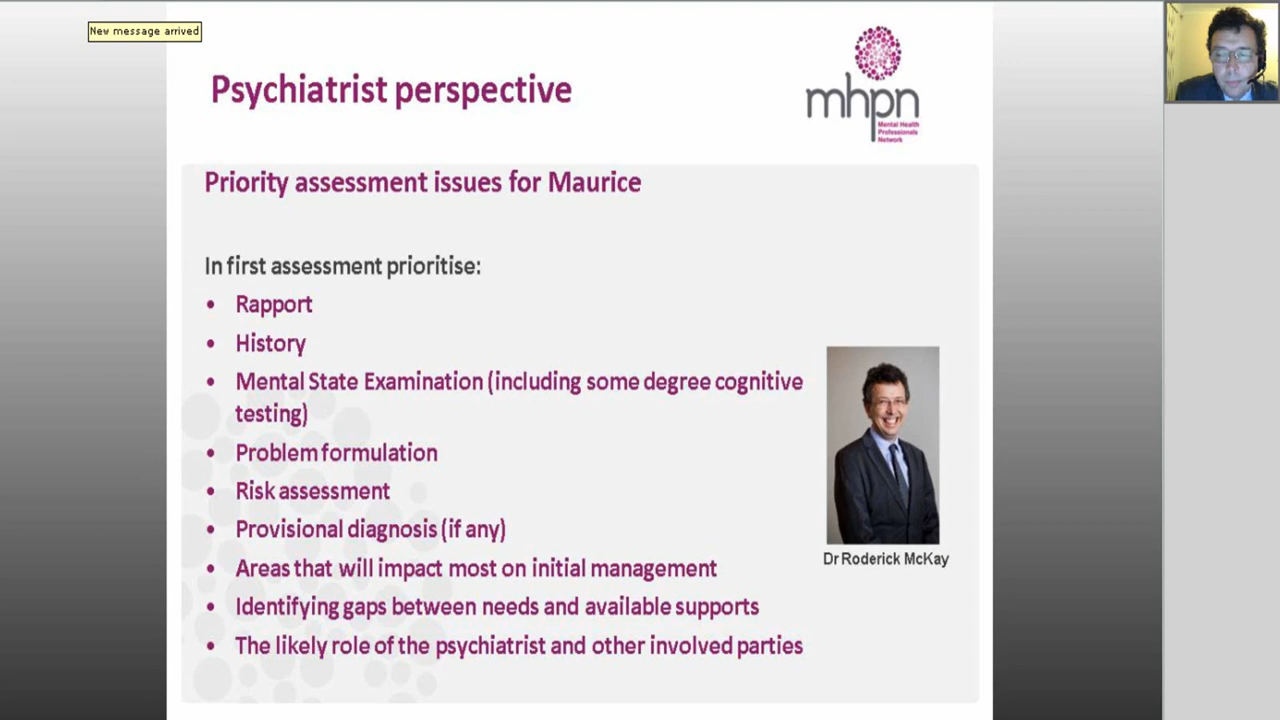 New message arrived
Psychiatrist perspective
mhpn
Mental Health
Professionals
Network
Priority assessment issues for Maurice
In first assessment prioritise:
• Rapport
• History
• Mental State Examination (including some degree cognitive
testing)
• Problem formulation
• Risk assessment
• Provisional diagnosis (if any)
• Areas that will impact most on initial management
• Identifying gaps between needs and available supports
• The likely role of the psychiatrist and other involved parties
Dr Roderick McKay